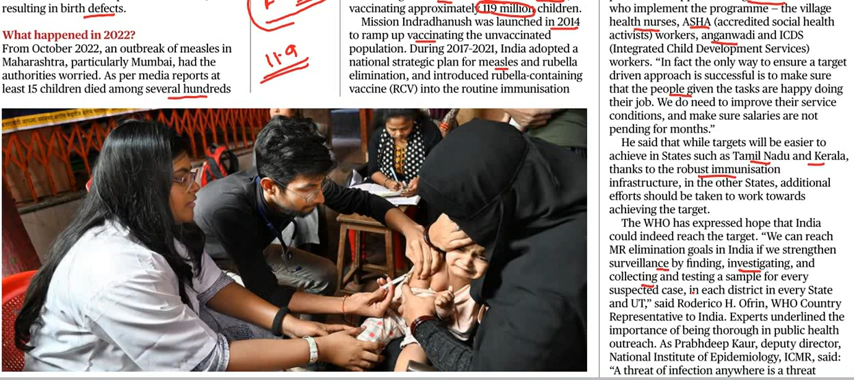 resulting in birth defects.
What happened in 2022?
From October 2022, an outbreak of measles in
Maharashtra, particularly Mumbai, had the
authorities worried. As per media reports at
least 15 children died among several hundreds
119
vaccinating approximately 119 million children.
Mission Indradhanush was launched in 2014
to ramp up vaccinating the unvaccinated
population. During 2017-2021, India adopted a
national strategic plan for measles and rubella
elimination, and introduced rubella-containing
vaccine (RCV) into the routine immunisation
who implement the programme – the village
health nurses, ASHA (accredited social health
activists) workers, anganwadi and ICDS
(Integrated Child Development Services)
workers. “In fact the only way to ensure a target
driven approach is successful is to make sure
that the people given the tasks are happy doing
their job. We do need to improve their service
conditions, and make sure salaries are not
pending for months.”
He said that while targets will be easier to
achieve in States such as Tamil Nadu and Kerala,
thanks to the robust immunisation
infrastructure, in the other States, additional
efforts should be taken to work towards
achieving the target.
The WHO has expressed hope that India
could indeed reach the target. “We can reach
MR elimination goals in India if we strengthen
surveillance by finding, investigating, and
collecting and testing a sample for every
suspected case, in each district in every State
and UT,” said Roderico H. Ofrin, WHO Country
Representative to India. Experts underlined the
importance of being thorough in public health
outreach. As Prabhdeep Kaur, deputy director,
National Institute of Epidemiology, ICMR, said:
“A threat of infection anywhere is a threat